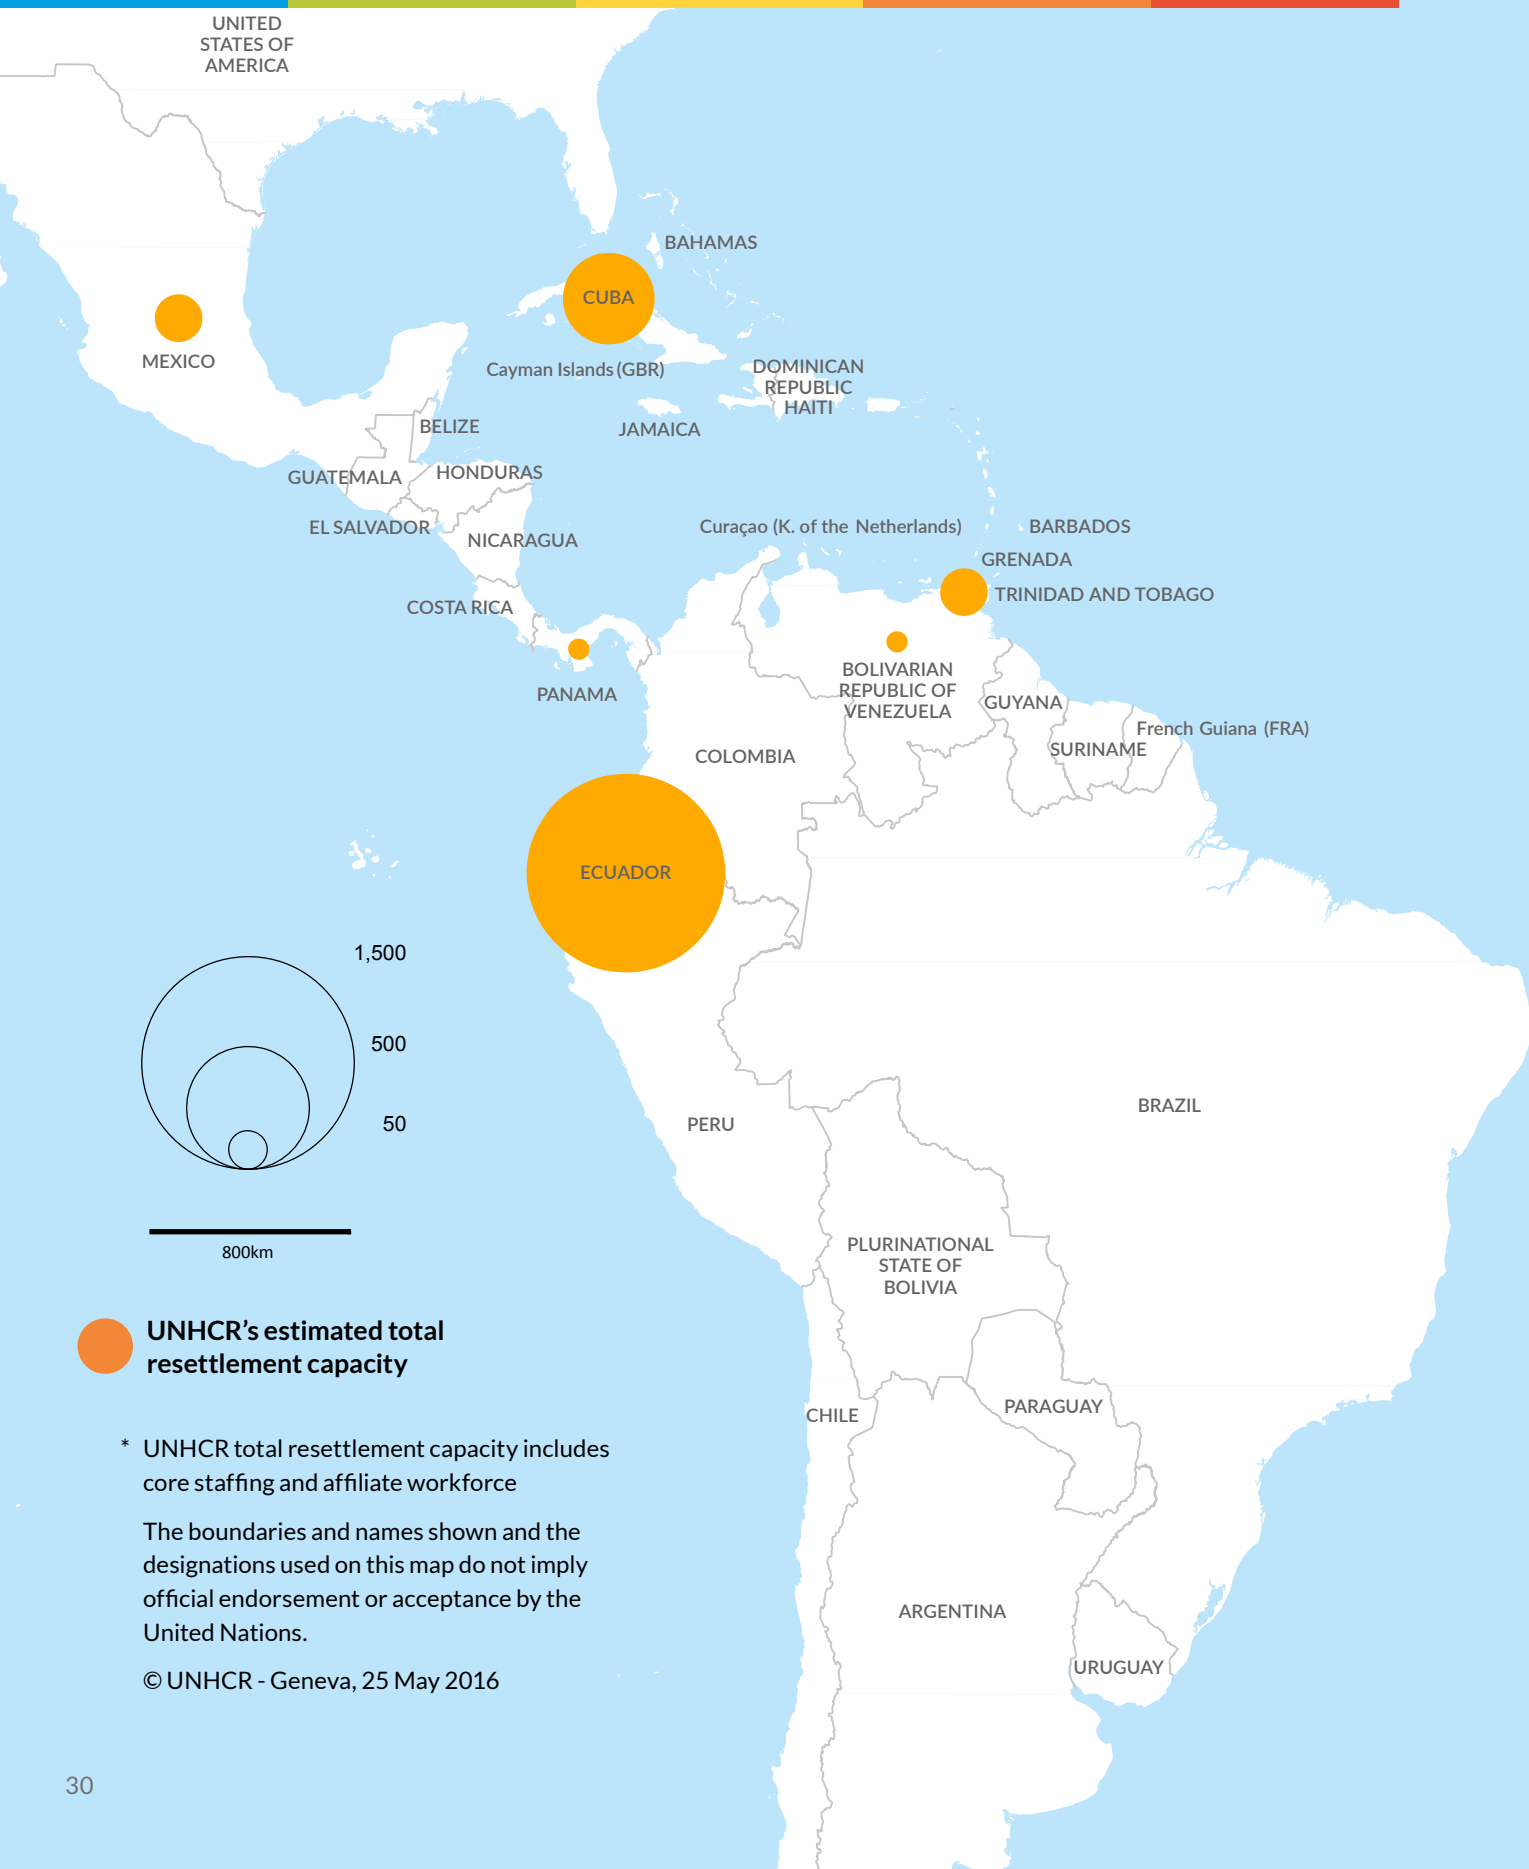 UNITED
STATES OF
AMERICA
BAHAMAS
CUBA
MEXICO
Cayman Islands (GBR)
DOMINICAN
REPUBLIC
HAITI
JAMAICA
BELIZE
GUATEMALA
HONDURAS
EL SALVADOR
NICARAGUA
Curaçao (K. of the Netherlands)
BARBADOS
GRENADA
TRINIDAD AND TOBAGO
COSTA RICA
PANAMA
BOLIVARIAN
REPUBLIC OF
VENEZUELA
GUYANA
French Guiana (FRA)
SURINAME
COLOMBIA
ECUADOR
1,500
500
50
BRAZIL
PERU
800km
PLURINATIONAL
STATE OF
BOLIVIA
UNHCR's estimated total
resettlement capacity
PARAGUAY
CHILE
* UNHCR total resettlement capacity includes
core staffing and affiliate workforce
The boundaries and names shown and the
designations used on this map do not imply
official endorsement or acceptance by the
United Nations.
© UNHCR - Geneva, 25 May 2016
ARGENTINA
URUGUAY
30